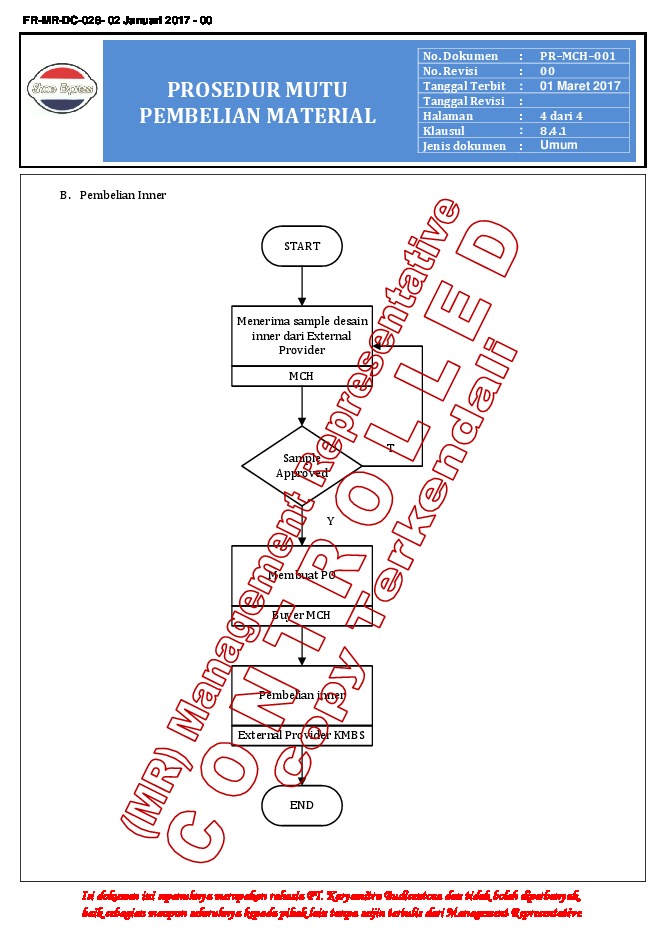 FR-MR-DC-028- 02 Januari 2017 - 00
Shoe Express
PROSEDUR MUTU
PEMBELIAN MATERIAL
No. Dokumen : PR–MCH–001
No. Revisi : 00
Tanggal Terbit : 01 Maret 2017
Tanggal Revisi :
Halaman : 4 dari 4
Klausul : 8.4.1
Jenis dokumen : Umum
B. Pembelian Inner
START
Menerima sample desain
inner dari External
Provider
MCH
Sample
Approved
T
Y
Membuat PO
Buyer MCH
Pembelian inner
External Provider KMBS
END
(MR) Management Representative
CONTROLLED
Copy Terkendali
Isi dokumen ini sepenuhnya merupakan rahasia PT. Karyamitra Budisentosa dan tidak boleh diperbanyak,
baik sebagian maupun seluruhnya kepada pihak lain tanpa seijin tertulis dari Management Representative